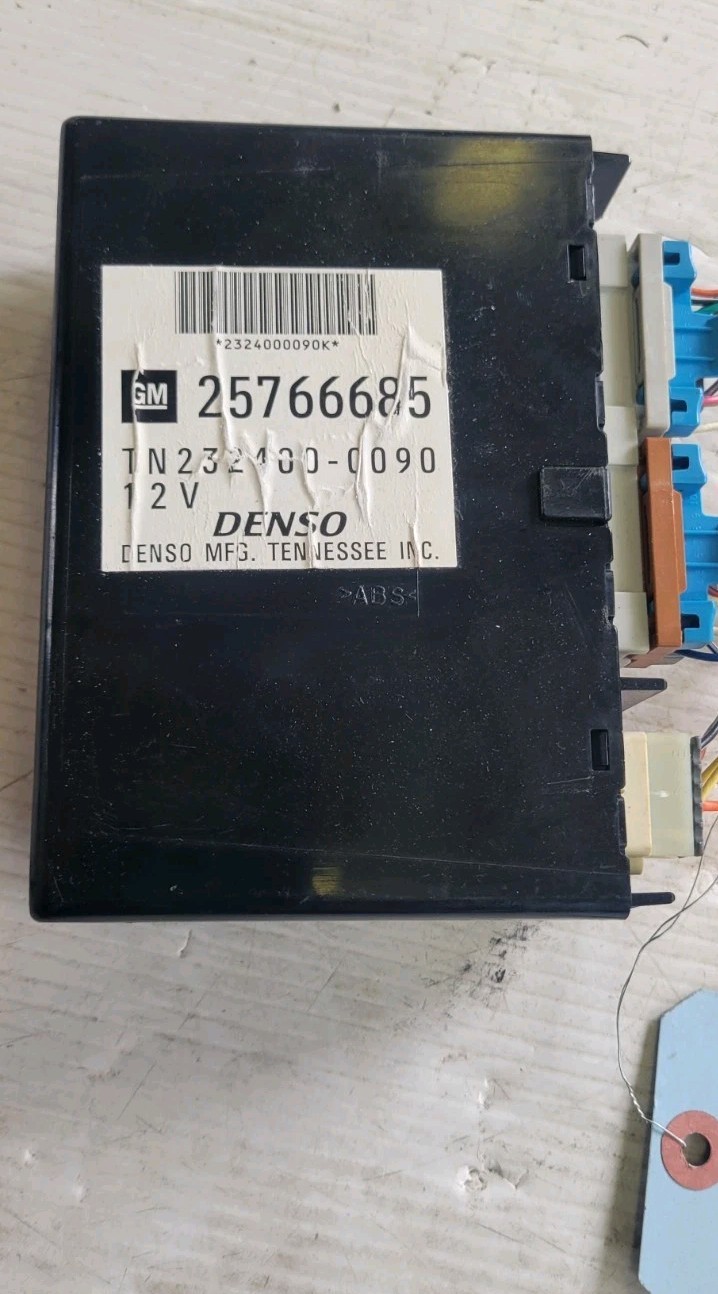 *2324000090K*
GM 25766685
TN232400-0090
12V
DENSO
DENSO MFG. TENNESSEE INC.
>ABS<